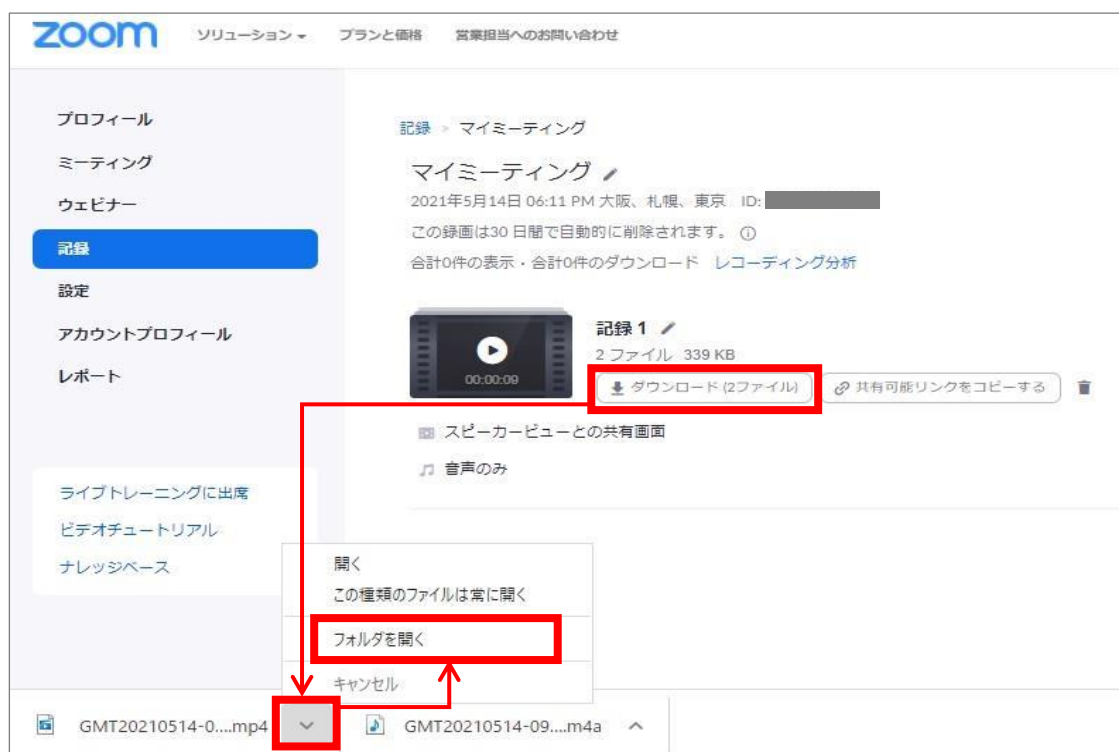 zoom ソリューション プランと価格 営業担当へのお問い合わせ
プロフィール
ミーティング
ウェビナー
記録
設定
アカウントプロフィール
レポート
ライブトレーニングに出席
ビデオチュートリアル
ナレッジベース
記録 > マイミーティング
マイミーティング
2021年5月14日 06:11 PM 大阪、札幌、東京 ID:
この録画は30 日間で自動的に削除されます。
合計0件の表示・合計0件のダウンロード レコーディング分析
記録 1
2 ファイル 339 KB
ダウンロード (2ファイル) 共有可能リンクをコピーする
00:00:09
スピーカービューとの共有画面
音声のみ
開く
この種類のファイルは常に開く
フォルダを開く
キャンセル
GMT20210514-0....mp4 GMT20210514-09....m4a